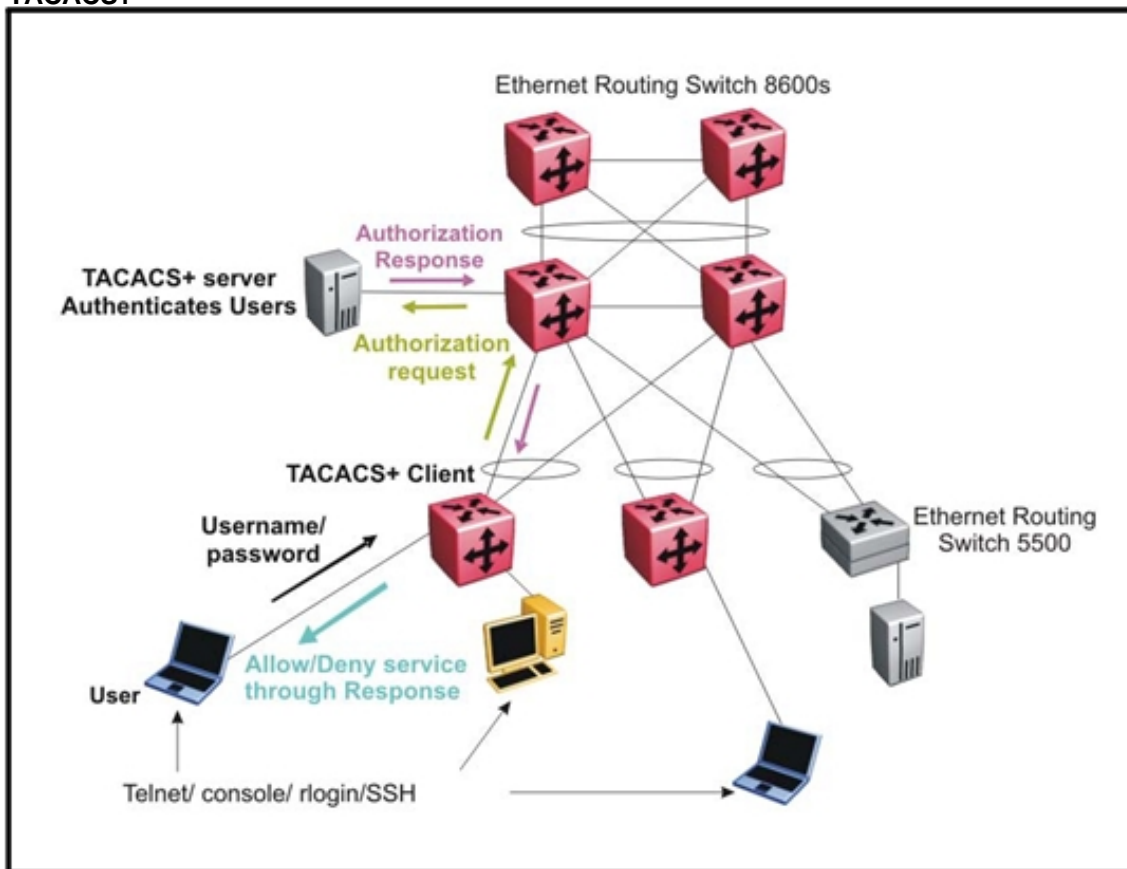 TACACS+
Ethernet Routing Switch 8600s
Authorization
Response
TACACS+ server
Authenticates Users
Authorization
request
TACACS+ Client
Username/
password
Ethernet Routing
Switch 5500
Allow/Deny service
through Response
User
Telnet/ console/ rlogin/SSH